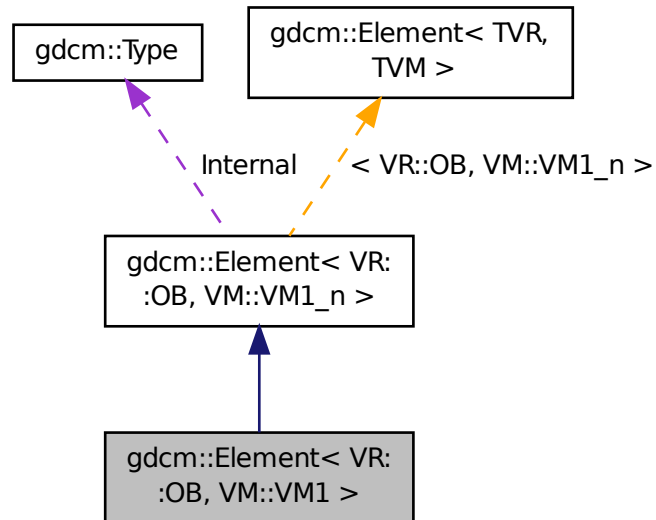 gdcm::Type
gdcm::Element< TVR,
TVM >
Internal
< VR::OB, VM::VM1_n >
gdcm::Element< VR:
:OB, VM::VM1_n >
gdcm::Element< VR:
:OB, VM::VM1 >